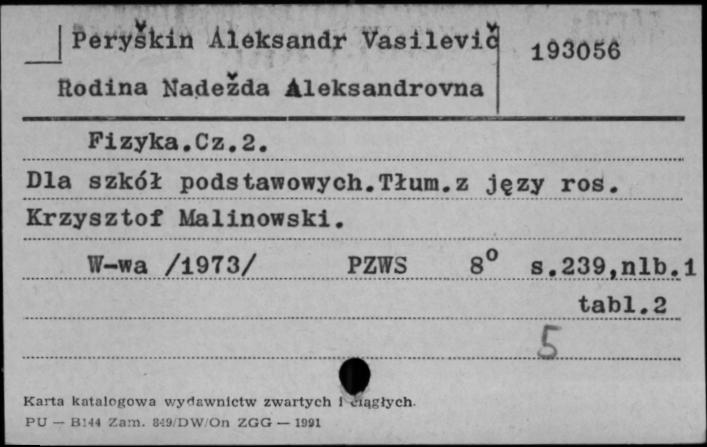 Peryškin Aleksandr Vasilevič 193056
Rodina Nadežda Aleksandrovna
Fizyka.Cz.2.
Dla szkół podstawowych.Tłum.z języ ros.
Krzysztof Malinowski.
W-wa /1973/ PZWS 8° s.239,nlb.1
tabl.2
5
Karta katalogowa wydawnictw zwartych i ciągłych.
PU — B144 Zam. 849/DW/On ZGG — 1991